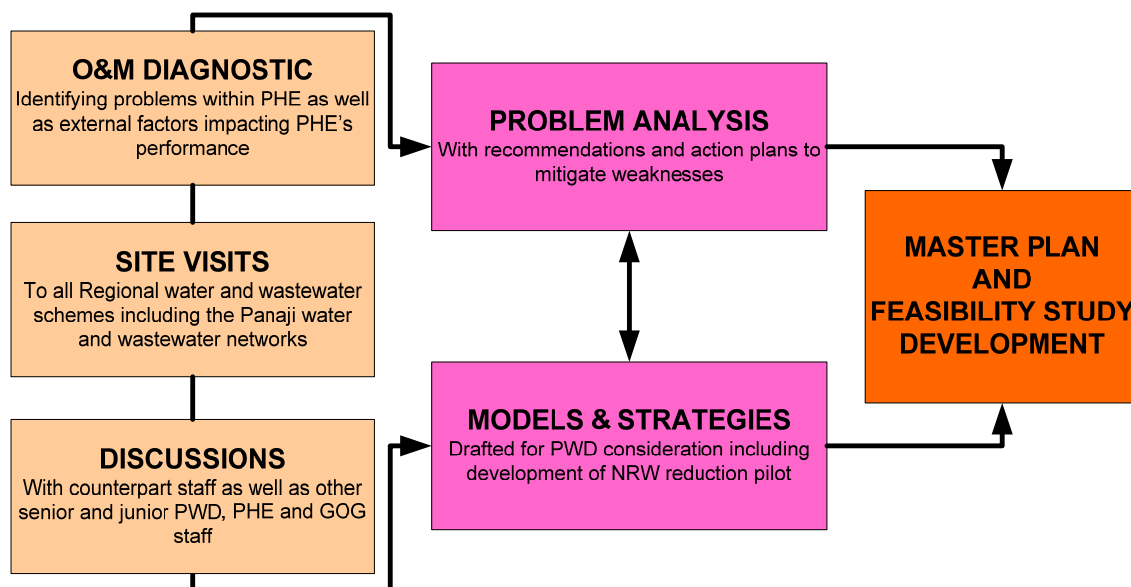 O&M DIAGNOSTIC
Identifying problems within PHE as well
as external factors impacting PHE's
performance
SITE VISITS
To all Regional water and wastewater
schemes including the Panaji water
and wastewater networks
DISCUSSIONS
With counterpart staff as well as other
senior and junior PWD, PHE and GOG
staff
PROBLEM ANALYSIS
With recommendations and action plans to
mitigate weaknesses
MODELS & STRATEGIES
Drafted for PWD consideration including
development of NRW reduction pilot
MASTER PLAN
AND
FEASIBILITY STUDY
DEVELOPMENT